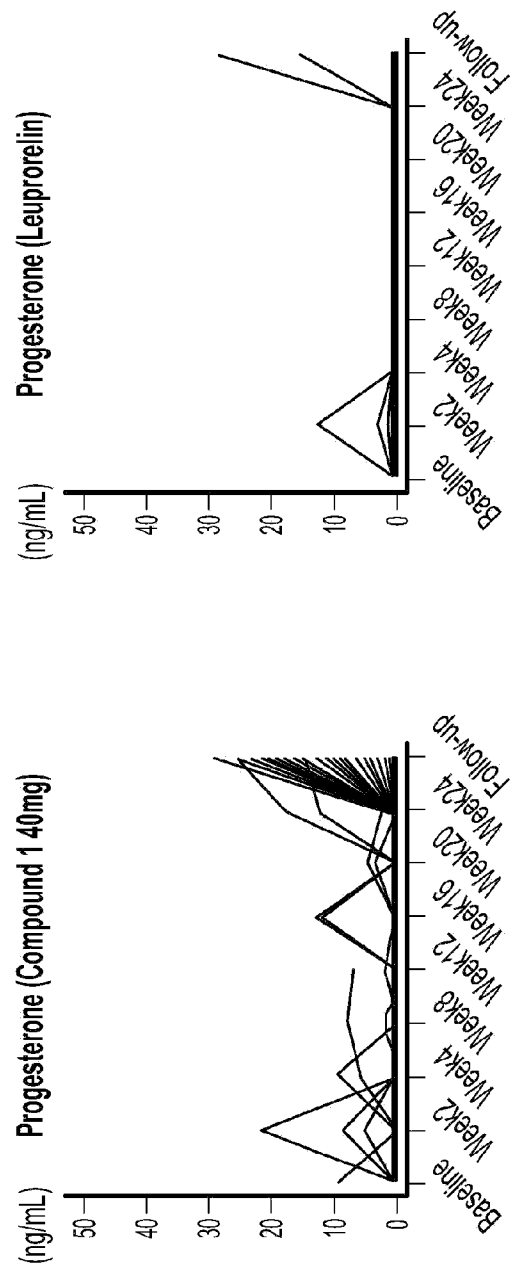 Progesterone (Compound 1 40mg)
(ng/mL)
50
40
30
20
10
0
Baseline
Week2
Week4
Week8
Week12
Week16
Week20
Week24
Follow-up
Progesterone (Leuprorelin)
(ng/mL)
50
40
30
20
10
0
Baseline
Week2
Week4
Week8
Week12
Week16
Week20
Week24
Follow-up